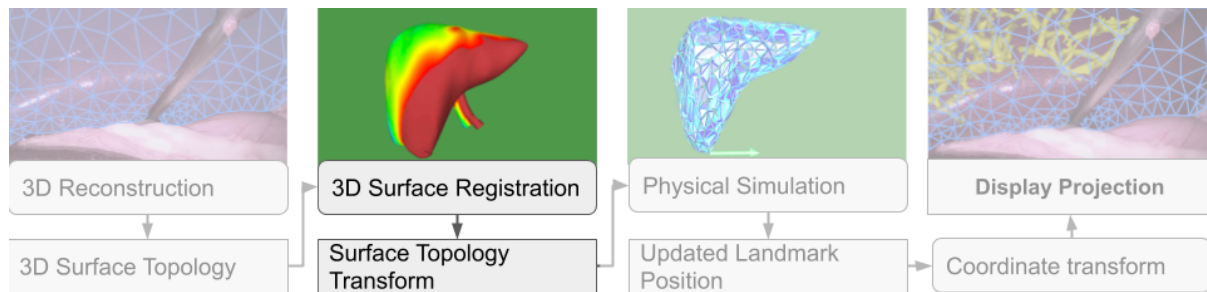 3D Reconstruction
3D Surface Topology
3D Surface Registration
Surface Topology
Transform
Physical Simulation
Updated Landmark
Position
Display Projection
Coordinate transform